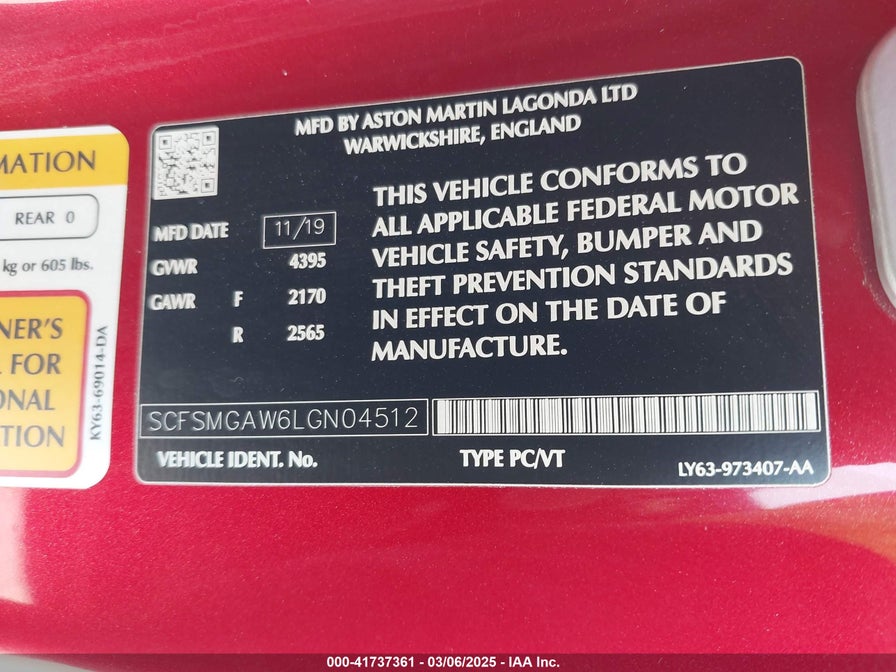 MATION
REAR 0
kg or 605 lbs.
NER'S
L FOR
ONAL
TION
KY63-69014-DA
MFD BY ASTON MARTIN LAGONDA LTD
WARWICKSHIRE, ENGLAND
MFD DATE 11/19
GVWR 4395
GAWR F 2170
R 2565
THIS VEHICLE CONFORMS TO
ALL APPLICABLE FEDERAL MOTOR
VEHICLE SAFETY, BUMPER AND
THEFT PREVENTION STANDARDS
IN EFFECT ON THE DATE OF
MANUFACTURE.
SCFSMGAW6LGN04512
VEHICLE IDENT. No.
TYPE PC/VT
LY63-973407-AA
000-41737361 - 03/06/2025 - IAA Inc.